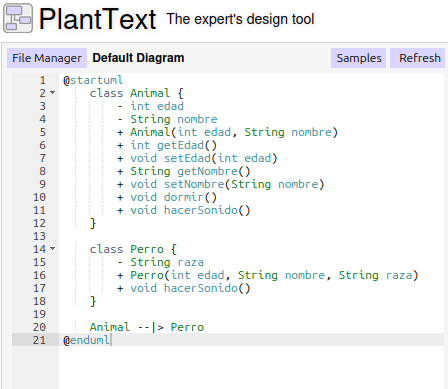 PlantText The expert's design tool
File Manager Default Diagram Samples Refresh
1 @startuml
2 class Animal {
3 - int edad
4 - String nombre
5 + Animal(int edad, String nombre)
6 + int getEdad()
7 + void setEdad(int edad)
8 + String getNombre()
9 + void setNombre(String nombre)
10 + void dormir()
11 + void hacerSonido()
12 }
13
14 class Perro {
15 - String raza
16 + Perro(int edad, String nombre, String raza)
17 + void hacerSonido()
18 }
19
20 Animal --|> Perro
21 @enduml